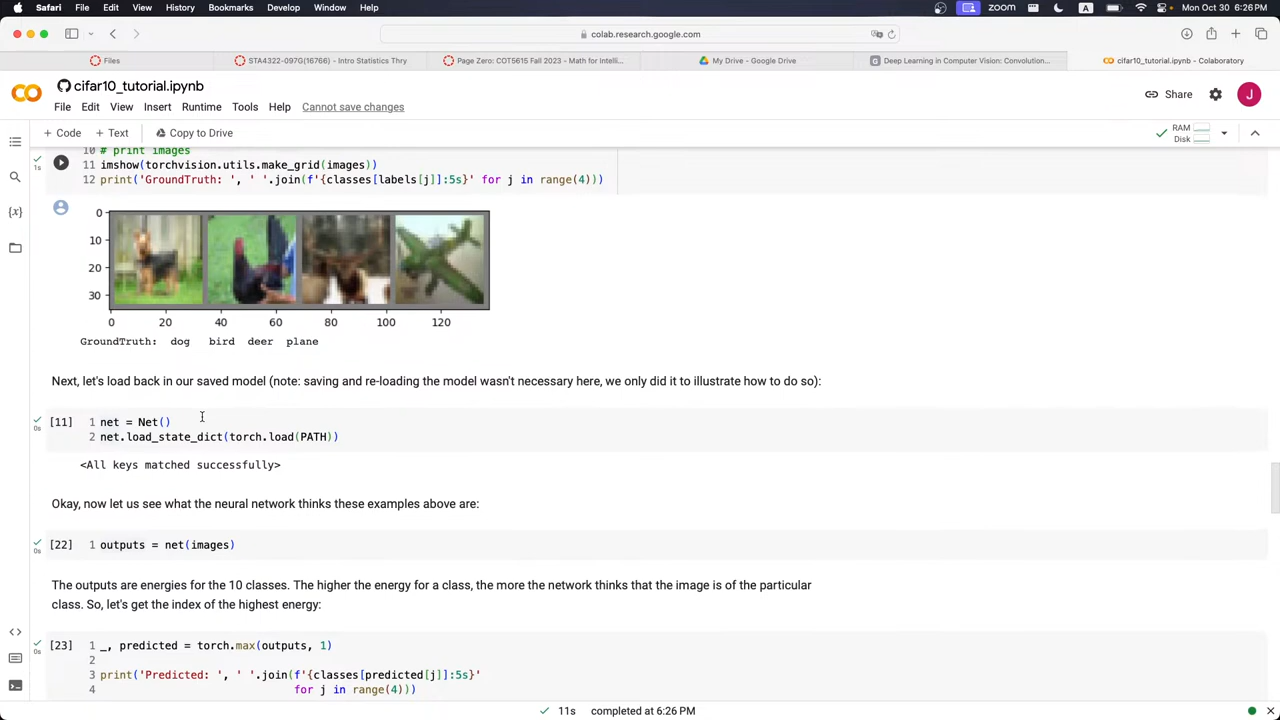 Safari File Edit View History Bookmarks Develop Window Help zoom A Mon Oct 30 6:26 PM
colab.research.google.com
Files STA4322-097G(16766) - Intro Statistics Thry Page Zero: COT5615 Fall 2023 - Math for Intelli... My Drive - Google Drive Deep Learning in Computer Vision: Convolution... cifar10_tutorial.ipynb - Colaboratory
cifar10_tutorial.ipynb
Share J
File Edit View Insert Runtime Tools Help Cannot save changes
+ Code + Text Copy to Drive RAM
Disk
10 # print images
1s 11 imshow(torchvision.utils.make_grid(images))
12 print('GroundTruth: ', ' '.join(f'{classes[labels[j]]:5s}' for j in range(4)))
0
10
20
30
0 20 40 60 80 100 120
GroundTruth: dog bird deer plane
Next, let's load back in our saved model (note: saving and re-loading the model wasn't necessary here, we only did it to illustrate how to do so):
0s [11] 1 net = Net()
2 net.load_state_dict(torch.load(PATH))
<All keys matched successfully>
Okay, now let us see what the neural network thinks these examples above are:
0s [22] 1 outputs = net(images)
The outputs are energies for the 10 classes. The higher the energy for a class, the more the network thinks that the image is of the particular
class. So, let's get the index of the highest energy:
0s [23] 1 _, predicted = torch.max(outputs, 1)
2
3 print('Predicted: ', ' '.join(f'{classes[predicted[j]]:5s}'
4 for j in range(4)))
11s completed at 6:26 PM